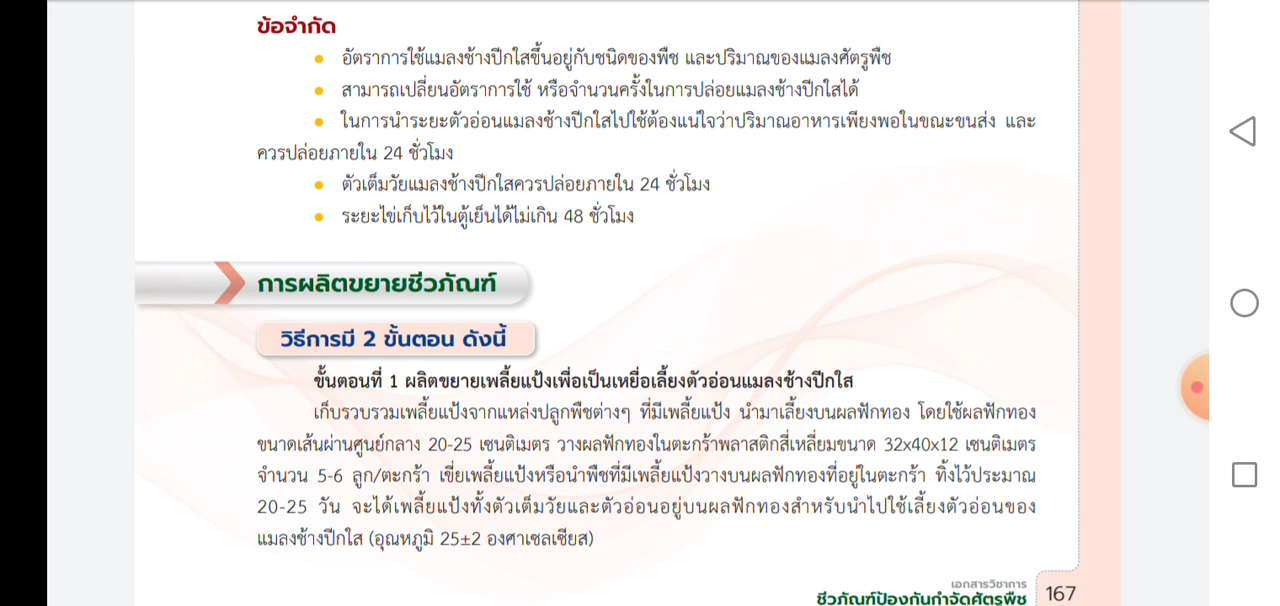 ข้อจำกัด
อัตราการใช้แมลงช้างปีกใสขึ้นอยู่กับชนิดของพืช และปริมาณของแมลงศัตรูพืช
สามารถเปลี่ยนอัตราการใช้ หรือจำนวนครั้งในการปล่อยแมลงช้างปีกใสได้
ในการนำระยะตัวอ่อนแมลงช้างปีกใสไปใช้ต้องแน่ใจว่าปริมาณอาหารเพียงพอในขณะขนส่ง และ
ควรปล่อยภายใน 24 ชั่วโมง
ตัวเต็มวัยแมลงช้างปีกใสควรปล่อยภายใน 24 ชั่วโมง
ระยะไข่เก็บไว้ในตู้เย็นได้ไม่เกิน 48 ชั่วโมง
การผลิตขยายชีวภัณฑ์
วิธีการมี 2 ขั้นตอน ดังนี้
ขั้นตอนที่ 1 ผลิตขยายเพลี้ยแป้งเพื่อเป็นเหยื่อเลี้ยงตัวอ่อนแมลงช้างปีกใส
เก็บรวบรวมเพลี้ยแป้งจากแหล่งปลูกพืชต่างๆ ที่มีเพลี้ยแป้ง นำมาเลี้ยงบนผลฟักทอง โดยใช้ผลฟักทอง
ขนาดเส้นผ่านศูนย์กลาง 20-25 เซนติเมตร วางผลฟักทองในตะกร้าพลาสติกสี่เหลี่ยมขนาด 32x40x12 เซนติเมตร
จำนวน 5-6 ลูก/ตะกร้า เขี่ยเพลี้ยแป้งหรือนำพืชที่มีเพลี้ยแป้งวางบนผลฟักทองที่อยู่ในตะกร้า ทิ้งไว้ประมาณ
20-25 วัน จะได้เพลี้ยแป้งทั้งตัวเต็มวัยและตัวอ่อนอยู่บนผลฟักทองสำหรับนำไปใช้เลี้ยงตัวอ่อนของ
แมลงช้างปีกใส (อุณหภูมิ 25±2 องศาเซลเซียส)
เอกสารวิชาการ
ชีวภัณฑ์ป้องกันกำจัดศัตรูพืช 167